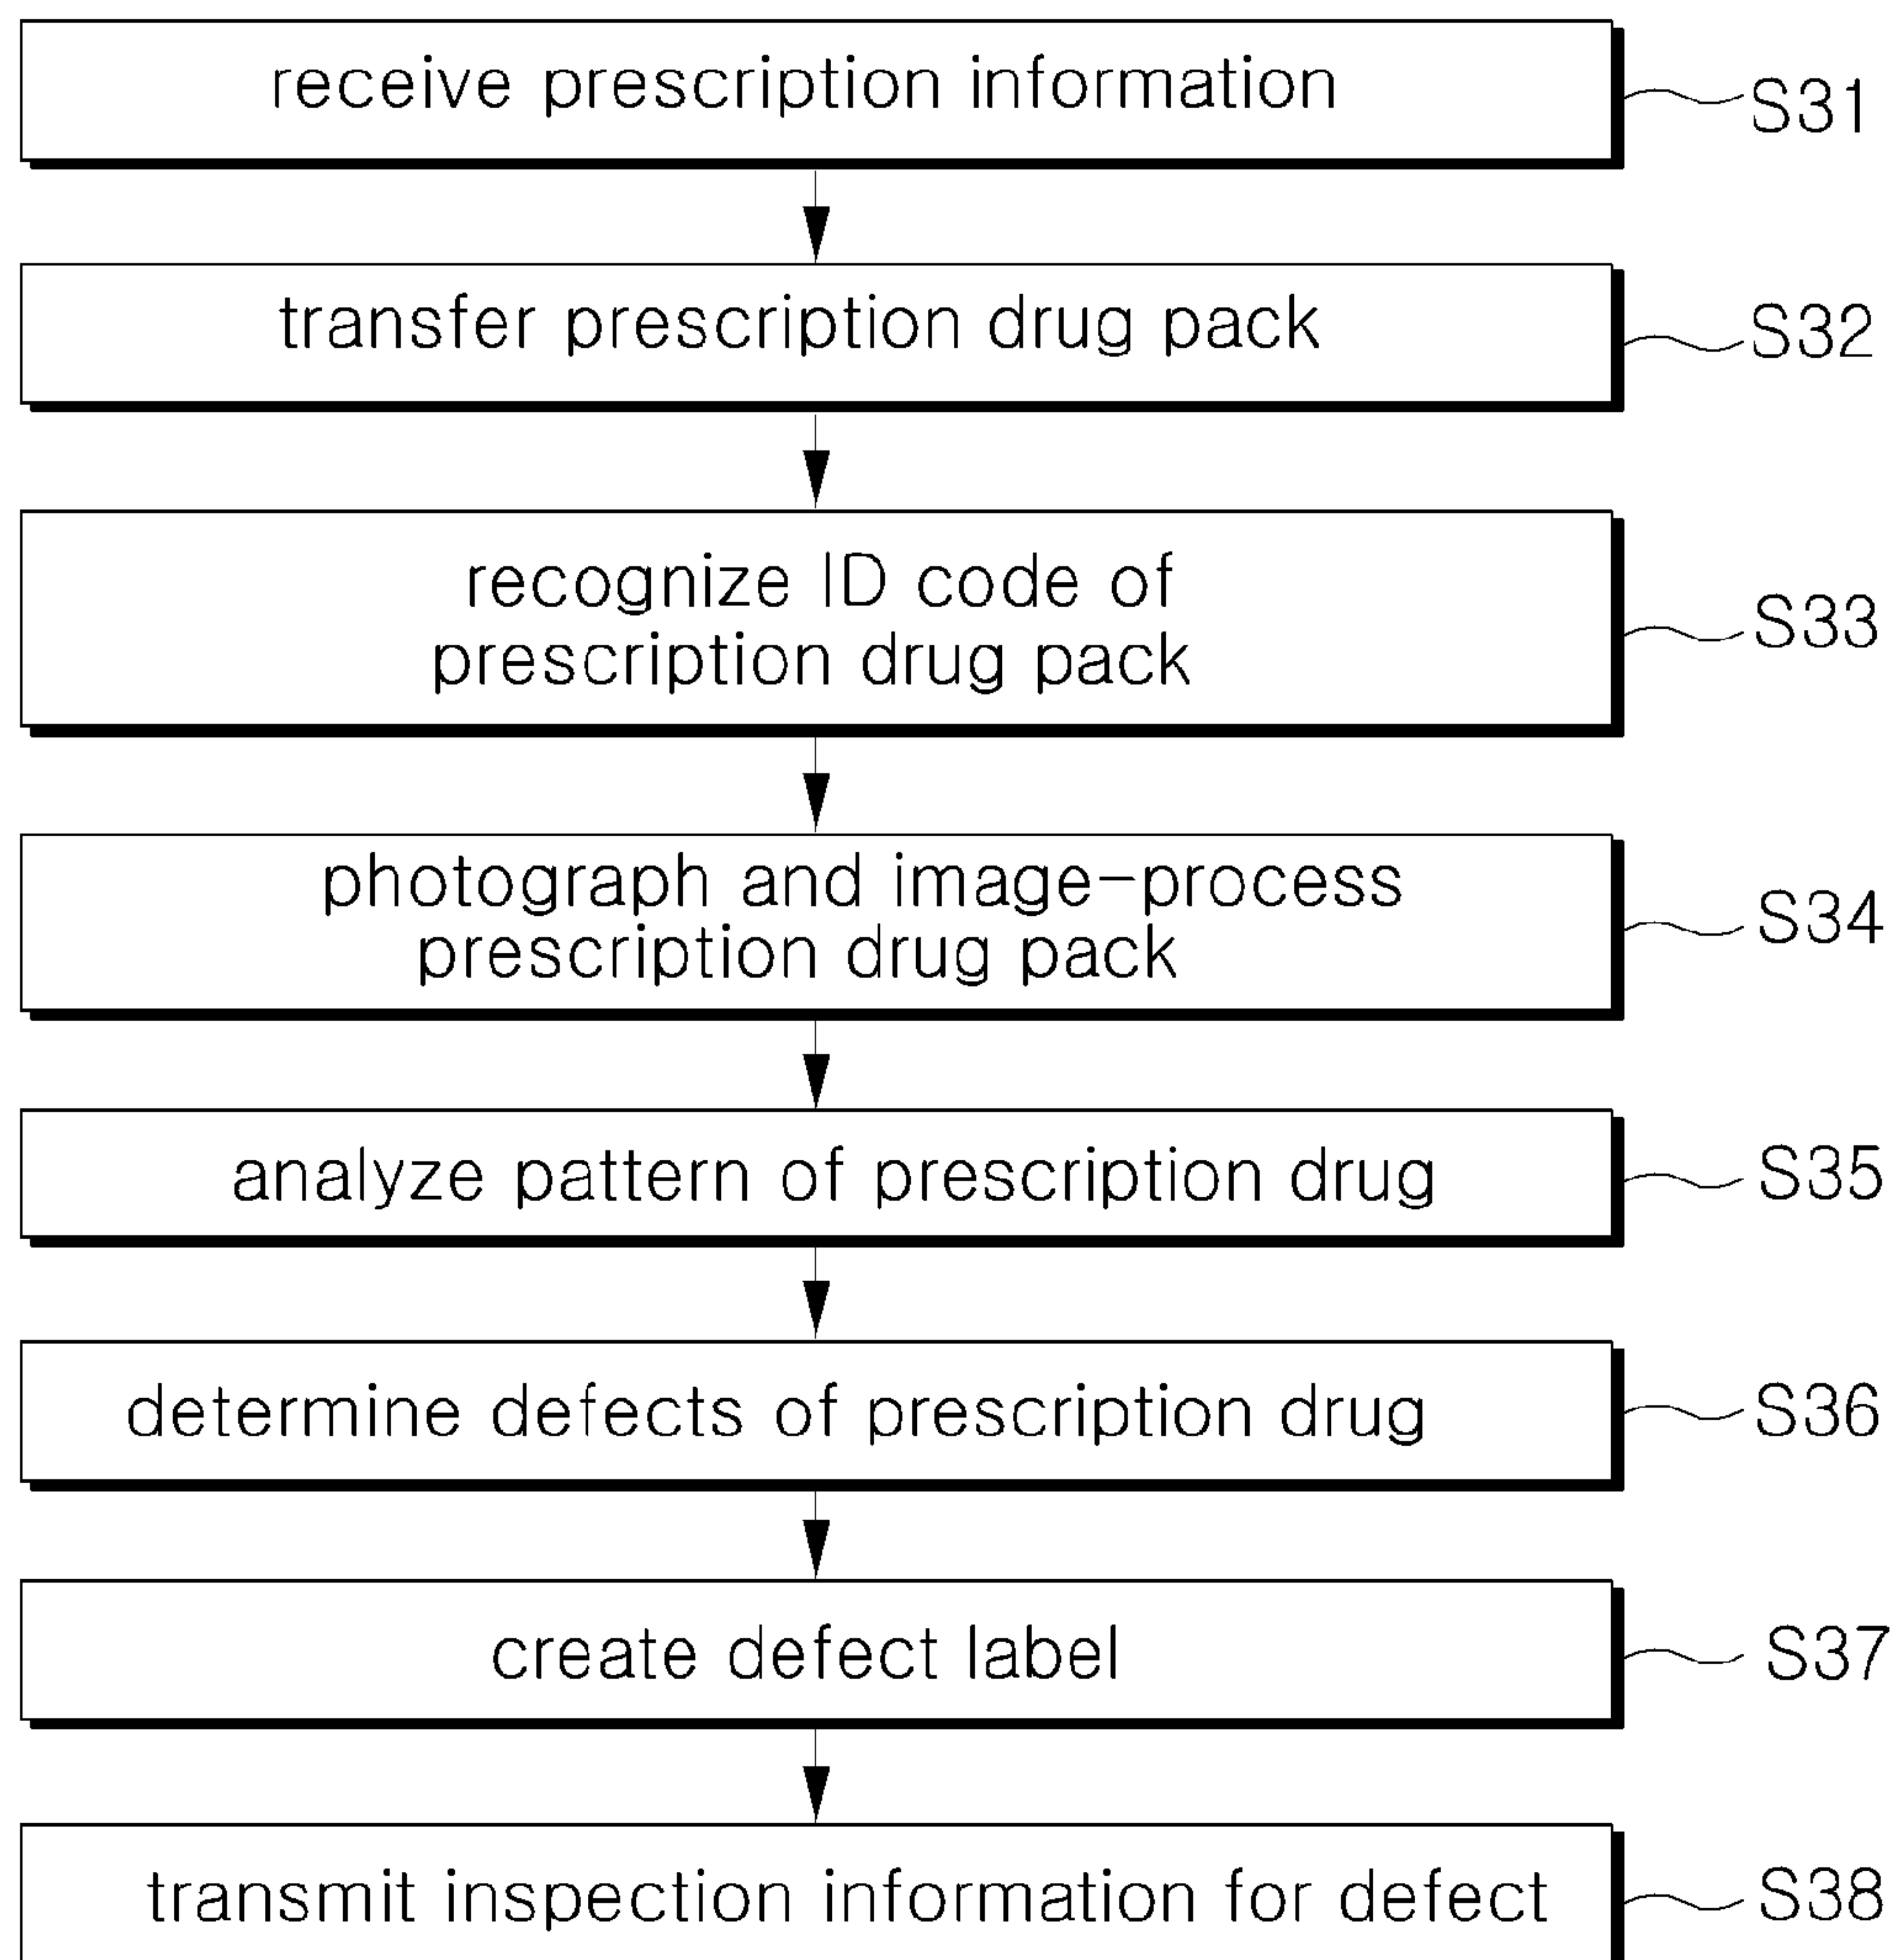 receive prescription information
S31
transfer prescription drug pack
S32
recognize ID code of
prescription drug pack
S33
photograph and image-process
prescription drug pack
S34
analyze pattern of prescription drug
S35
determine defects of prescription drug
S36
create defect label
S37
transmit inspection information for defect
S38